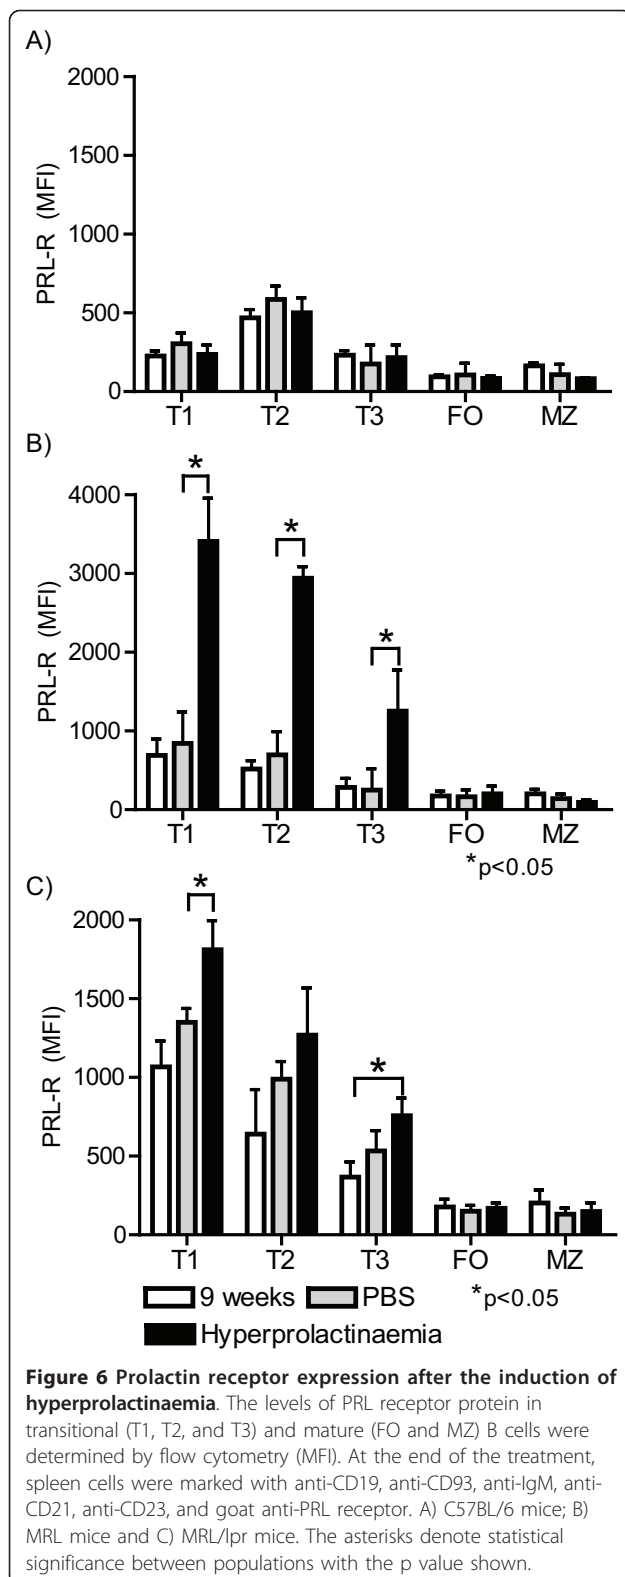 A)
2000
1500
1000
500
0
PRL-R (MFI)
T1 T2 T3 FO MZ
B)
4000
3000
2000
1000
0
PRL-R (MFI)
* * *
T1 T2 T3 FO MZ
*p<0.05
C)
2000
1500
1000
500
0
PRL-R (MFI)
* *
T1 T2 T3 FO MZ
9 weeks PBS *p<0.05
Hyperprolactinaemia
Figure 6 Prolactin receptor expression after the induction of
hyperprolactinaemia. The levels of PRL receptor protein in
transitional (T1, T2, and T3) and mature (FO and MZ) B cells were
determined by flow cytometry (MFI). At the end of the treatment,
spleen cells were marked with anti-CD19, anti-CD93, anti-IgM, anti-
CD21, anti-CD23, and goat anti-PRL receptor. A) C57BL/6 mice; B)
MRL mice and C) MRL/lpr mice. The asterisks denote statistical
significance between populations with the p value shown.